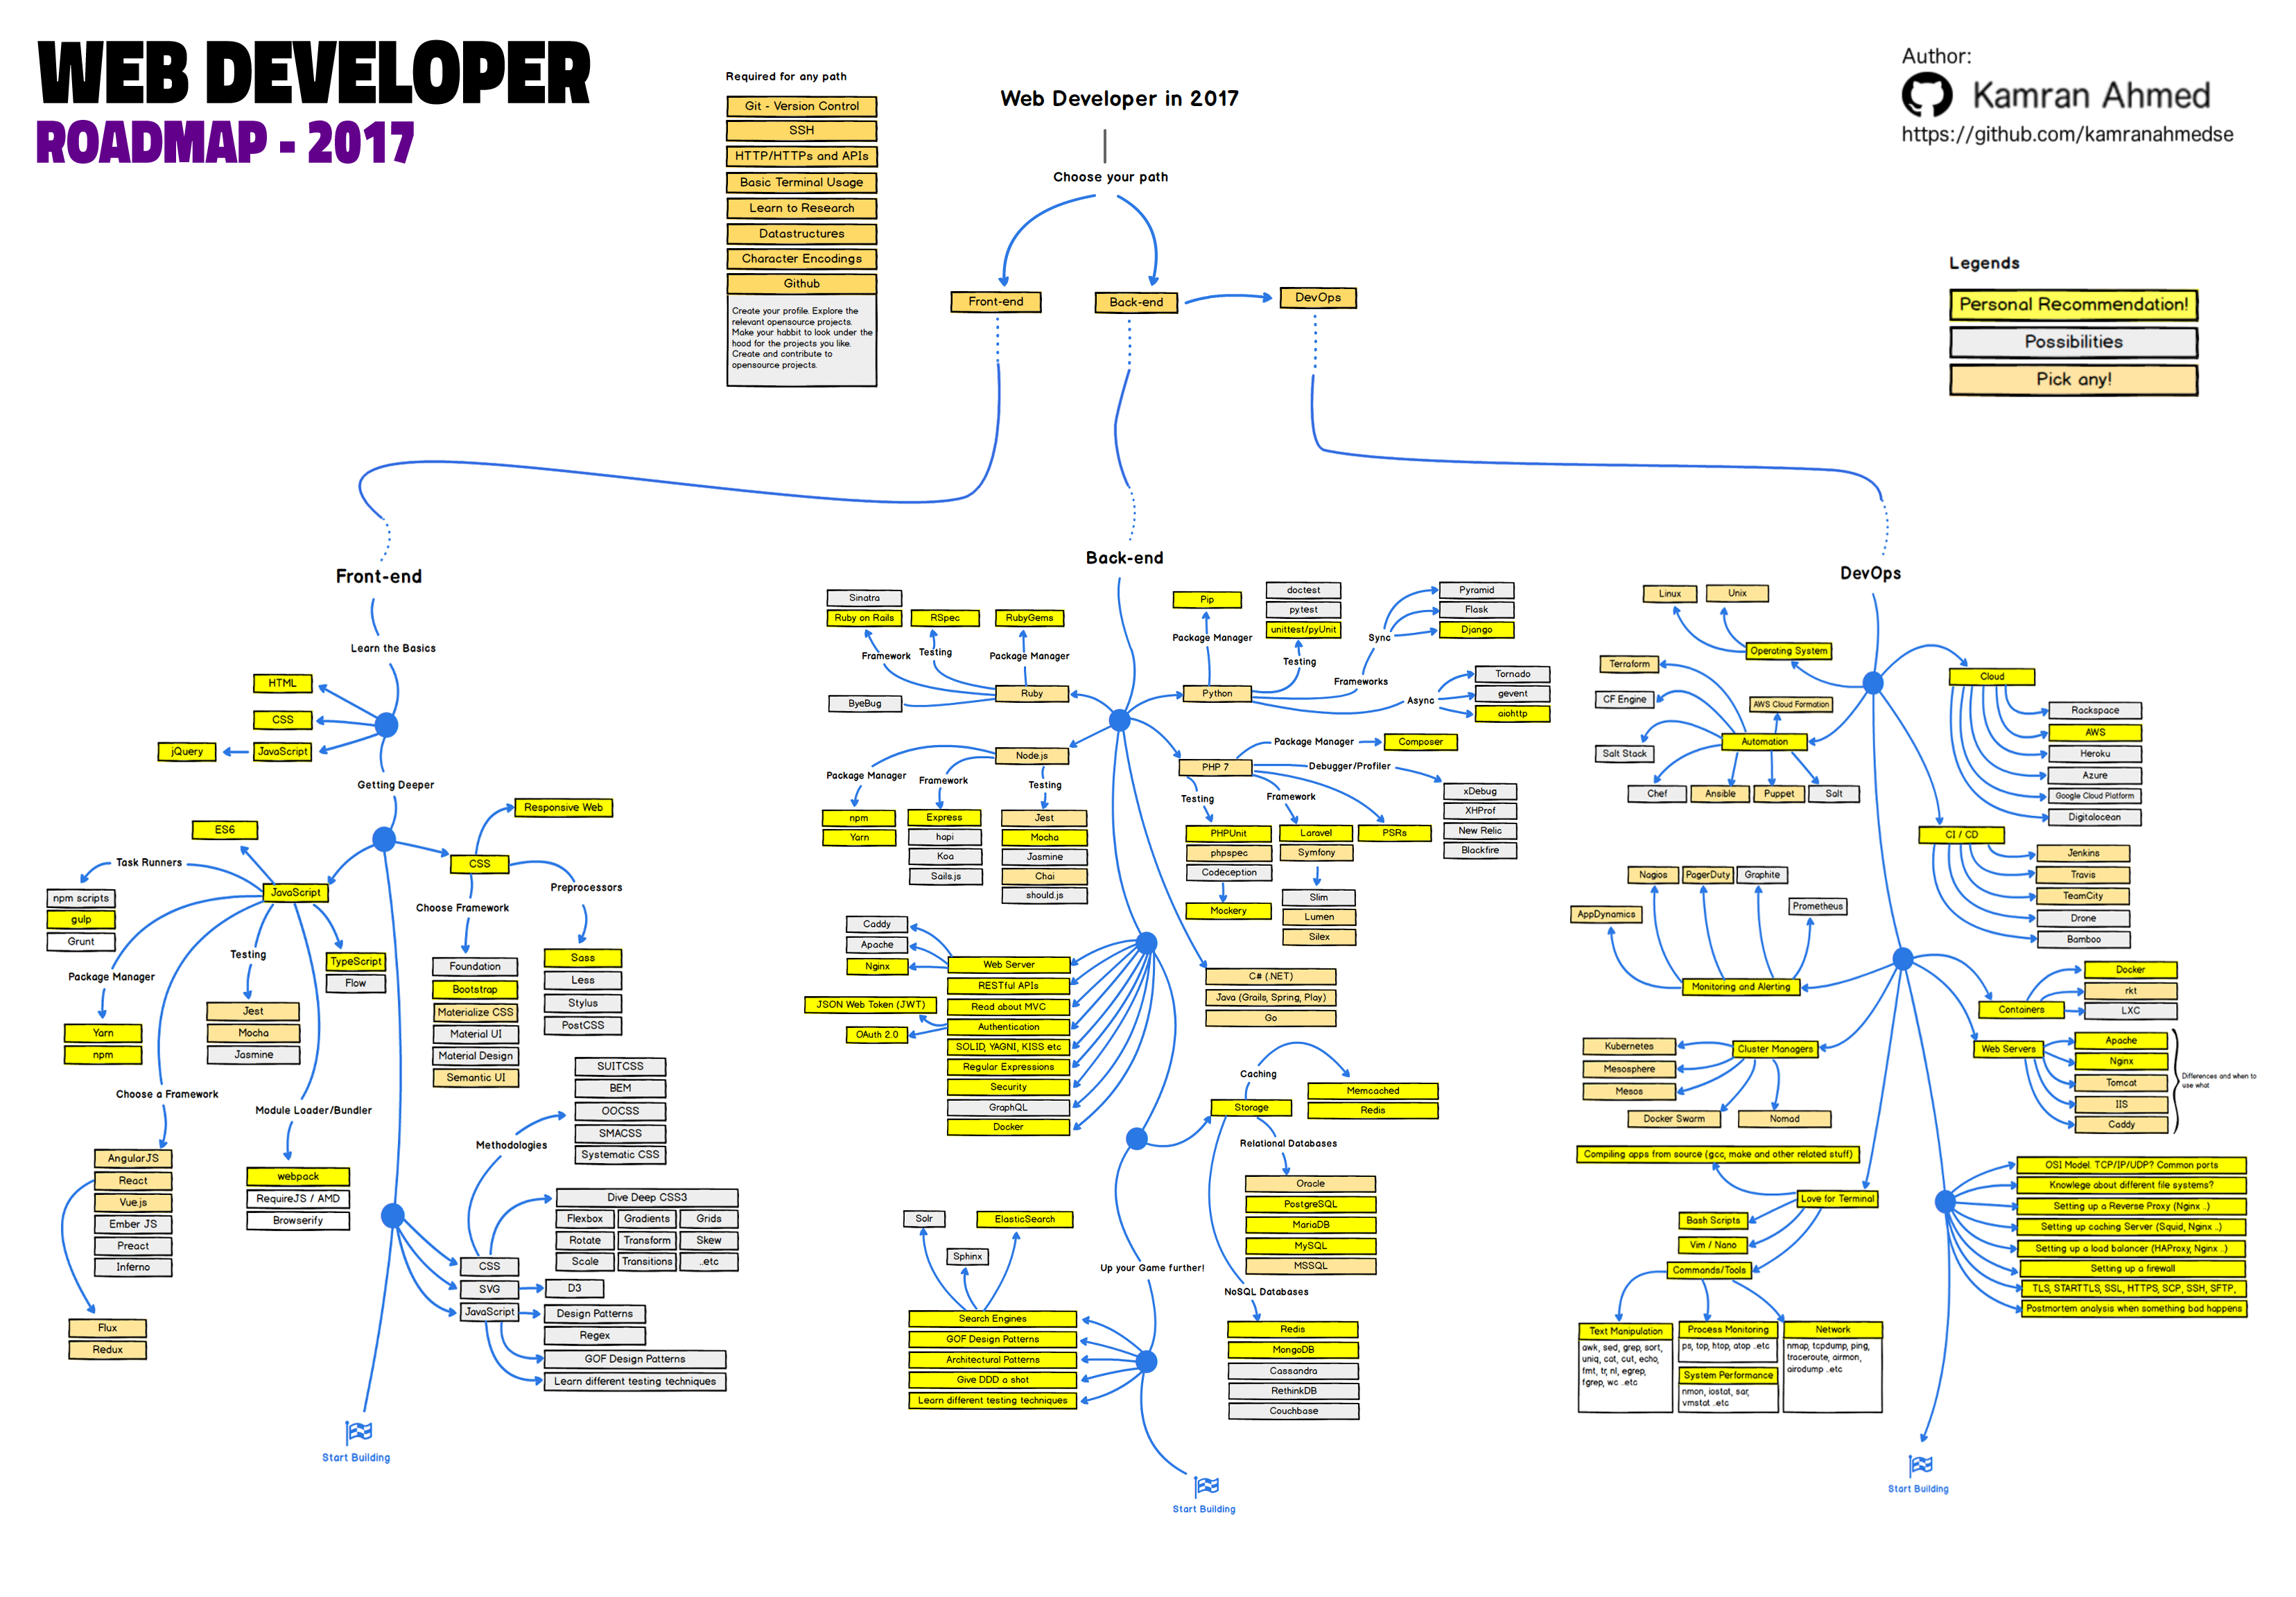 WEB DEVELOPER
ROADMAP - 2017
Required for any path
Git - Version Control
SSH
HTTP/HTTPs and APIs
Basic Terminal Usage
Learn to Research
Datastructures
Character Encodings
Github
Create your profile. Explore the
relevant opensource projects.
Make your habbit to look under the
hood for the projects you like.
Create and contribute to
opensource projects.
Web Developer in 2017
Choose your path
Front-end
Back-end
DevOps
Author:
Kamran Ahmed
https://github.com/kamranahmedse
Legends
Personal Recommendation!
Possibilities
Pick any!
Front-end
Learn the Basics
HTML
CSS
JavaScript
jQuery
Getting Deeper
Responsive Web
ES6
CSS
Task Runners
JavaScript
Preprocessors
npm scripts
gulp
Grunt
Choose Framework
Testing
TypeScript
Flow
Package Manager
Yarn
npm
Jest
Mocha
Jasmine
Foundation
Bootstrap
Materialize CSS
Material UI
Material Design
Semantic UI
Sass
Less
Stylus
PostCSS
Choose a Framework
Module Loader/Bundler
AngularJS
React
Vue.js
Ember JS
Preact
Inferno
Flux
Redux
webpack
RequireJS / AMD
Browserify
Methodologies
SUITCSS
BEM
OOCSS
SMACSS
Systematic CSS
Dive Deep CSS3
Flexbox
Gradients
Grids
Rotate
Transform
Skew
Scale
Transitions
..etc
CSS
SVG
D3
JavaScript
Design Patterns
Regex
GOF Design Patterns
Learn different testing techniques
Start Building
Back-end
Sinatra
Ruby on Rails
RSpec
RubyGems
Framework
Testing
Package Manager
Ruby
ByeBug
Pip
Package Manager
doctest
pytest
unittest/pyUnit
Testing
Python
Sync
Frameworks
Async
Pyramid
Flask
Django
Tornado
gevent
aiohttp
Node.js
Package Manager
Framework
Testing
npm
Yarn
Express
hapi
Koa
Sails.js
Jest
Mocha
Jasmine
Chai
should.js
PHP 7
Package Manager
Composer
Debugger/Profiler
Testing
Framework
xDebug
XHProf
New Relic
Blackfire
PHPUnit
phpspec
Codeception
Mockery
Laravel
Symfony
Slim
Lumen
Silex
PSRs
Caddy
Apache
Nginx
JSON Web Token (JWT)
OAuth 2.0
Web Server
RESTful APIs
Read about MVC
Authentication
SOLID, YAGNI, KISS etc
Regular Expressions
Security
GraphQL
Docker
C# (.NET)
Java (Grails, Spring, Play)
Go
Caching
Memcached
Redis
Storage
Relational Databases
Oracle
PostgreSQL
MariaDB
MySQL
MSSQL
NoSQL Databases
Redis
MongoDB
Cassandra
RethinkDB
Couchbase
Up your Game further!
Solr
Sphinx
ElasticSearch
Search Engines
GOF Design Patterns
Architectural Patterns
Give DDD a shot
Learn different testing techniques
Start Building
DevOps
Linux
Unix
Operating System
Terraform
CF Engine
AWS Cloud Formation
Automation
Salt Stack
Chef
Ansible
Puppet
Salt
Cloud
Rackspace
AWS
Heroku
Azure
Google Cloud Platform
Digitalocean
CI / CD
Jenkins
Travis
TeamCity
Drone
Bamboo
Nagios
PagerDuty
Graphite
AppDynamics
Prometheus
Monitoring and Alerting
Containers
Docker
rkt
LXC
Cluster Managers
Kubernetes
Mesosphere
Mesos
Docker Swarm
Nomad
Web Servers
Apache
Nginx
Tomcat
IIS
Caddy
Differences and when to
use what
Compiling apps from source (gcc, make and other related stuff)
Love for Terminal
Bash Scripts
Vim / Nano
Commands/Tools
Text Manipulation
awk, sed, grep, sort,
uniq, cat, cut, echo,
fmt, tr, nl, egrep,
fgrep, wc ..etc
Process Monitoring
ps, top, htop, atop ..etc
System Performance
nmon, iostat, sar,
vmstat ..etc
Network
nmap, tcpdump, ping,
traceroute, airmon,
airodump ..etc
OSI Model. TCP/IP/UDP? Common ports
Knowlege about different file systems?
Setting up a Reverse Proxy (Nginx ..)
Setting up caching Server (Squid, Nginx ..)
Setting up a load balancer (HAProxy, Nginx ..)
Setting up a firewall
TLS, STARTTLS, SSL, HTTPS, SCP, SSH, SFTP,
Postmortem analysis when something bad happens
Start Building